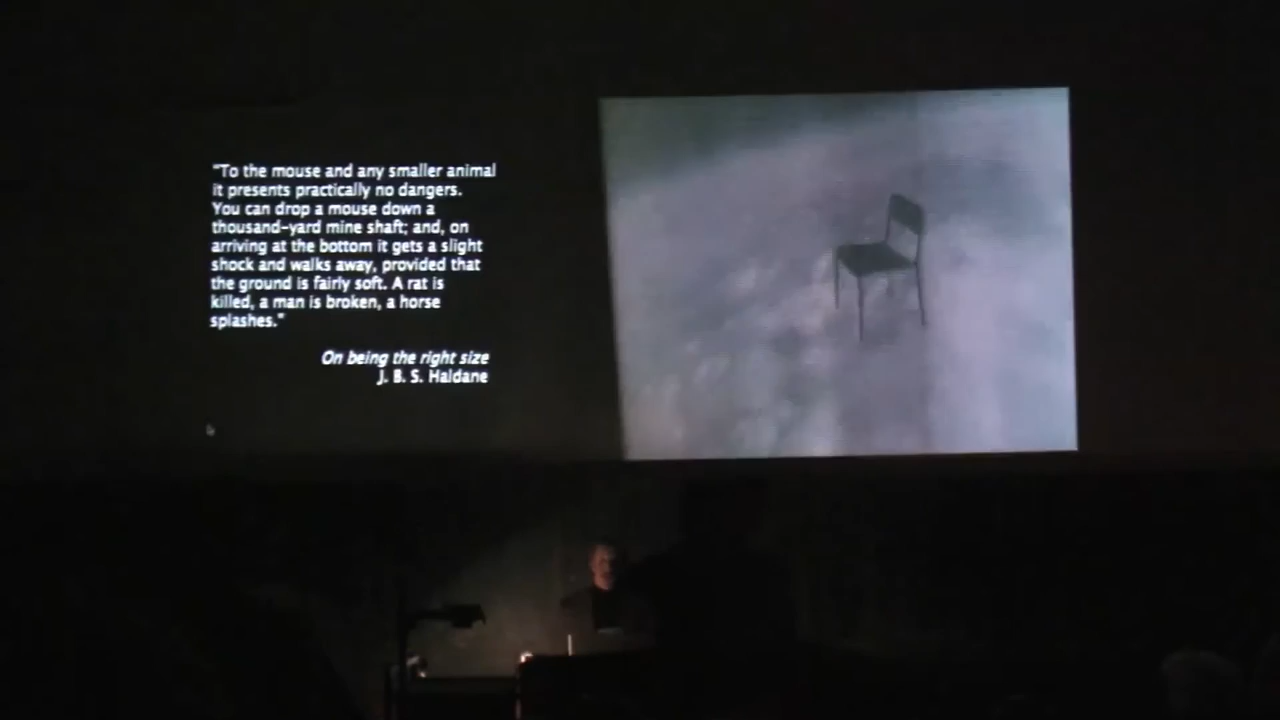 "To the mouse and any smaller animal
it presents practically no dangers.
You can drop a mouse down a
thousand-yard mine shaft; and, on
arriving at the bottom it gets a slight
shock and walks away, provided that
the ground is fairly soft. A rat is
killed, a man is broken, a horse
splashes."
On being the right size
J. B. S. Haldane